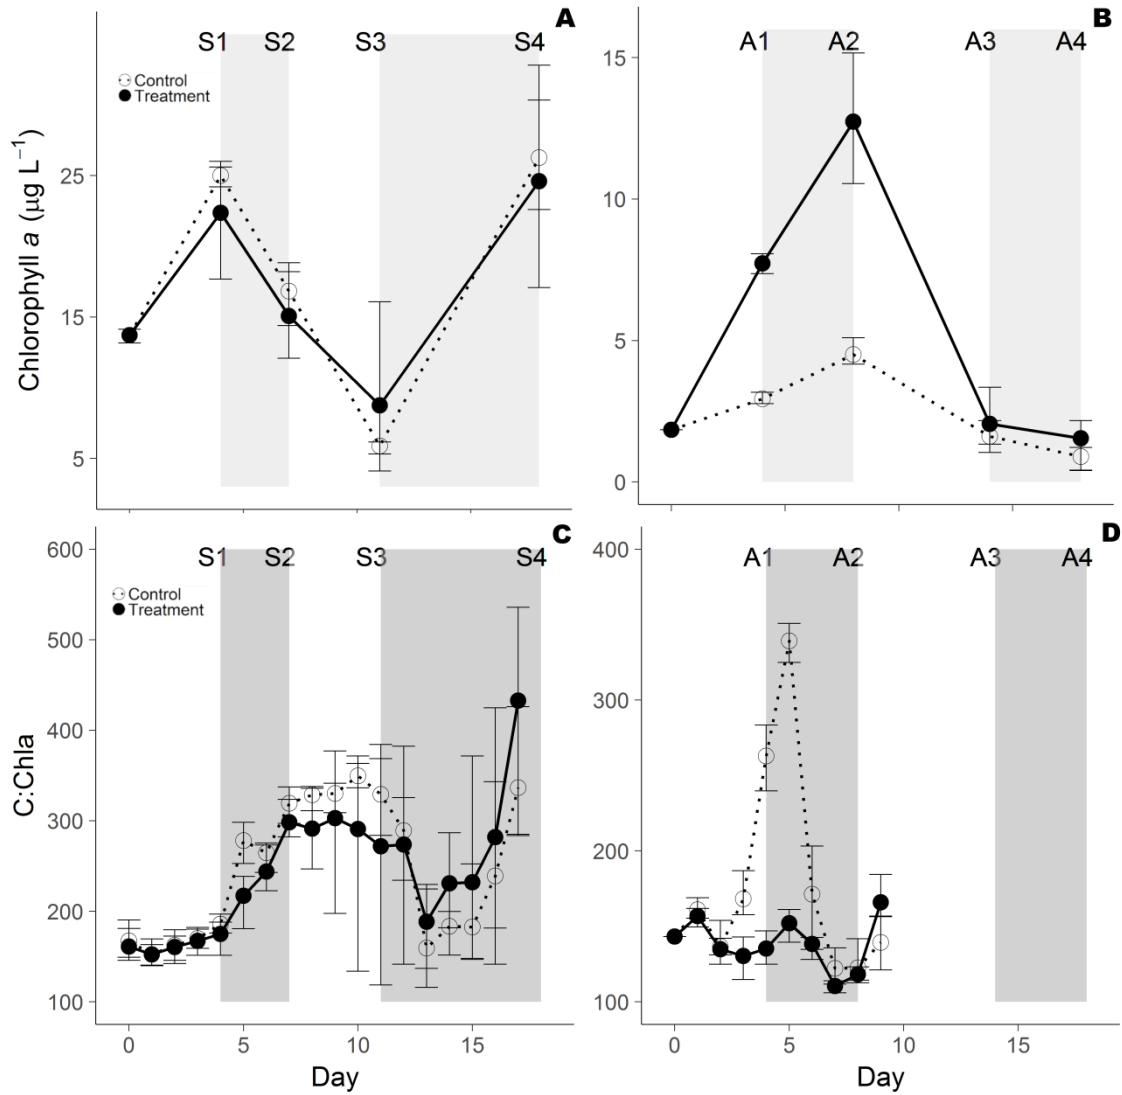 A
S1 S2 S3 S4
Control
Treatment
Chlorophyll a (µg L−1)
25
15
5
B
A1 A2 A3 A4
15
10
5
0
C
S1 S2 S3 S4
Control
Treatment
C:Chla
600
500
400
300
200
100
0 5 10 15
Day
D
A1 A2 A3 A4
400
300
200
100
0 5 10 15
Day